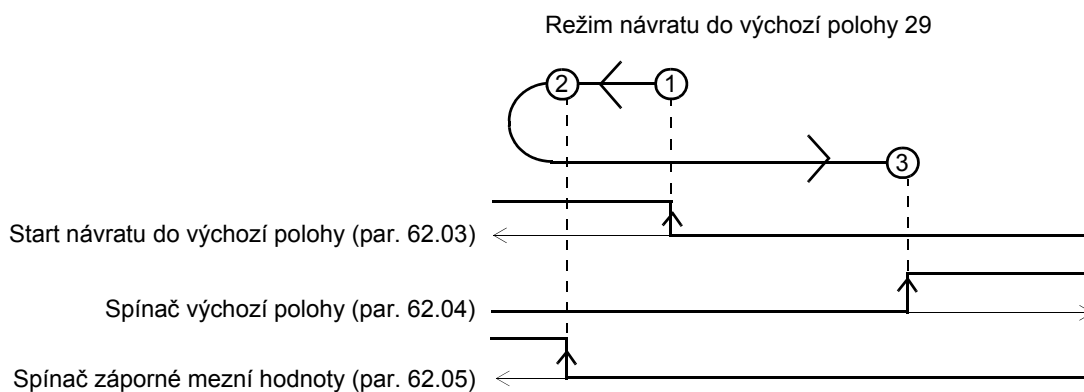 Režim návratu do výchozí polohy 29
2 1
3
Start návratu do výchozí polohy (par. 62.03)
Spínač výchozí polohy (par. 62.04)
Spínač záporné mezní hodnoty (par. 62.05)